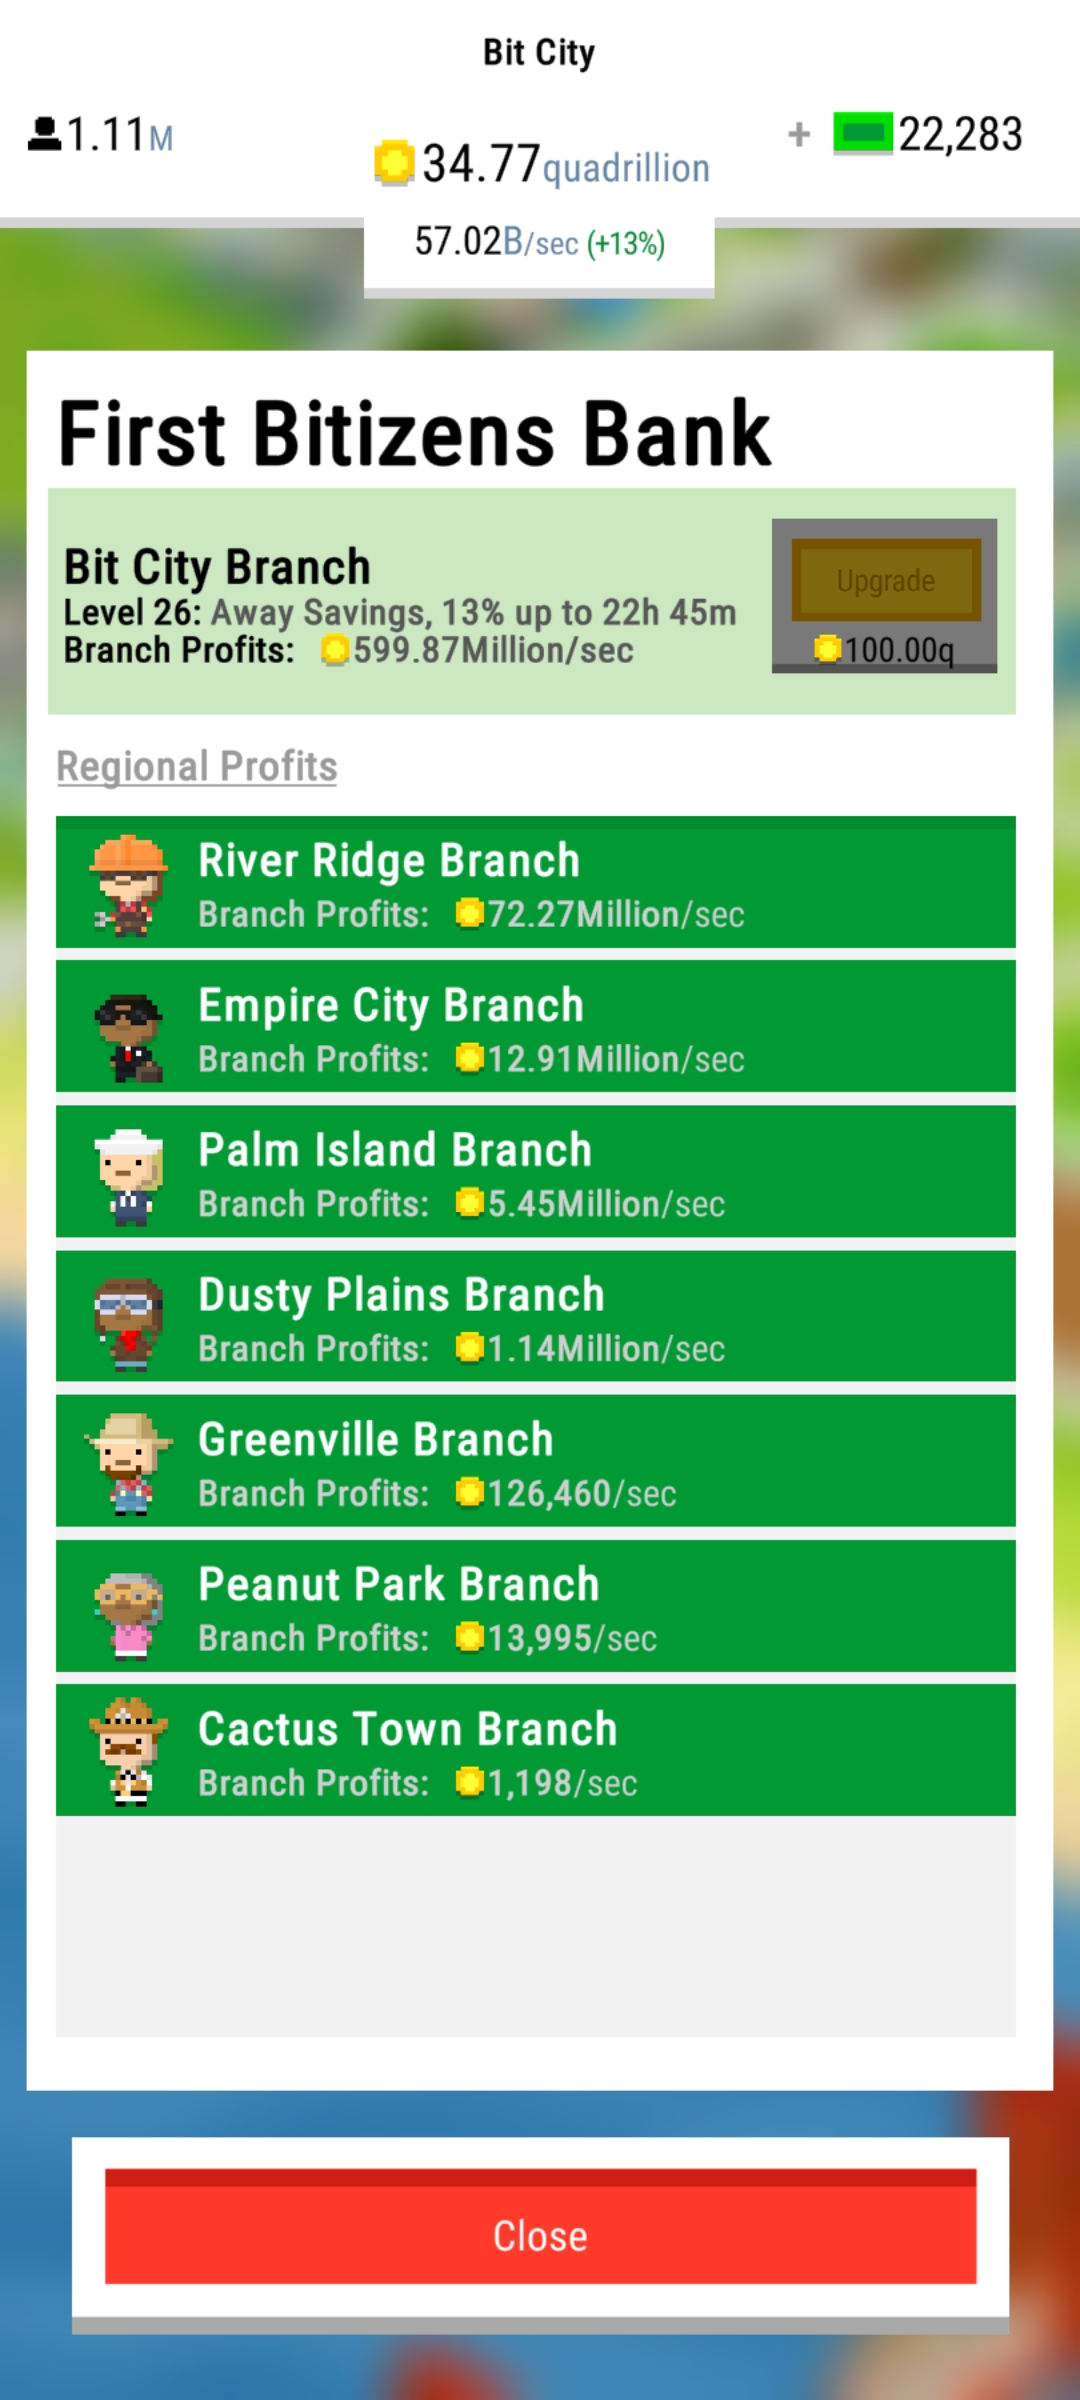 Bit City
1.11M
34.77quadrillion
+ 22,283
57.02B/sec (+13%)
First Bitizens Bank
Bit City Branch
Level 26: Away Savings, 13% up to 22h 45m
Branch Profits: 599.87Million/sec
Upgrade
100.00q
Regional Profits
River Ridge Branch
Branch Profits: 72.27Million/sec
Empire City Branch
Branch Profits: 12.91Million/sec
Palm Island Branch
Branch Profits: 5.45Million/sec
Dusty Plains Branch
Branch Profits: 1.14Million/sec
Greenville Branch
Branch Profits: 126,460/sec
Peanut Park Branch
Branch Profits: 13,995/sec
Cactus Town Branch
Branch Profits: 1,198/sec
Close